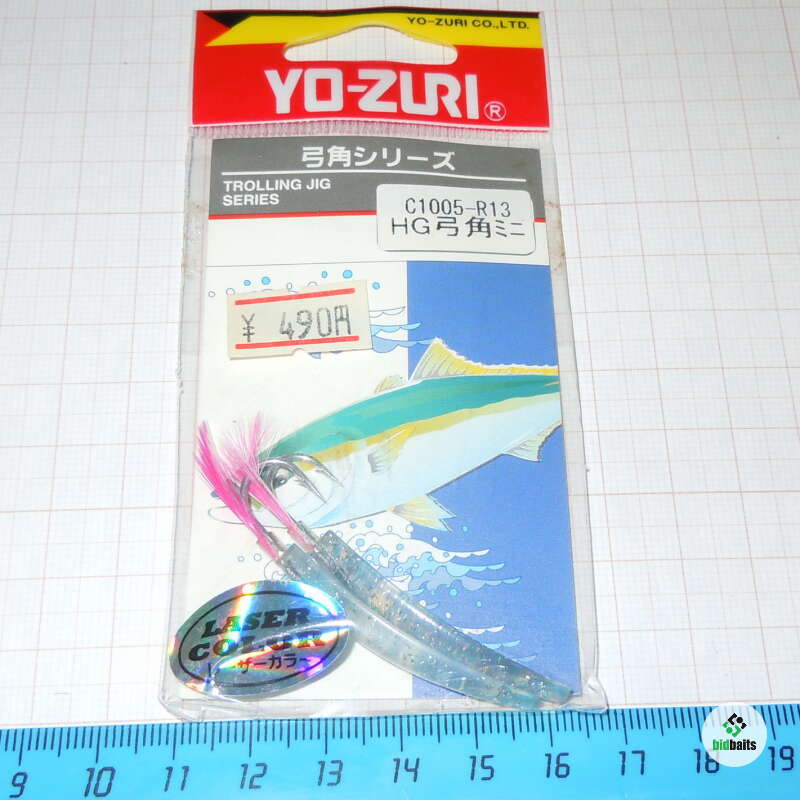 YO-ZURI CO.,LTD.
YO-ZURI®
弓角シリーズ
TROLLING JIG
SERIES
C1005-R13
HG弓角ミニ
¥ 490円
LASER
COLOR
レーザーカラー
bidbaits
9 10 11 12 13 14 15 16 17 18 19